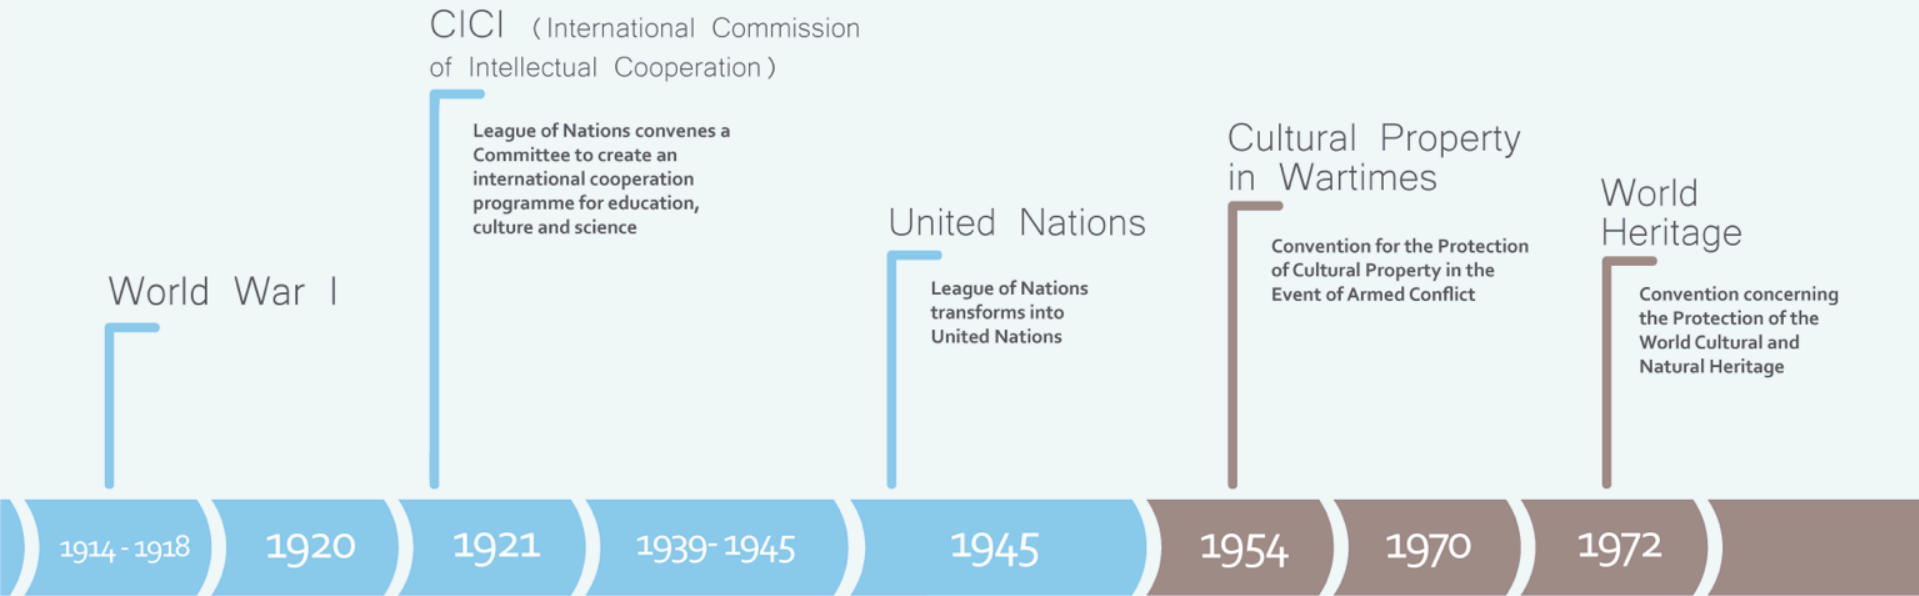 CICI (International Commission
of Intellectual Cooperation)
League of Nations convenes a
Committee to create an
international cooperation
programme for education,
culture and science
Cultural Property
in Wartimes
Convention for the Protection
of Cultural Property in the
Event of Armed Conflict
World
Heritage
Convention concerning
the Protection of the
World Cultural and
Natural Heritage
United Nations
League of Nations
transforms into
United Nations
World War I
1914 - 1918
1920
1921
1939- 1945
1945
1954
1970
1972